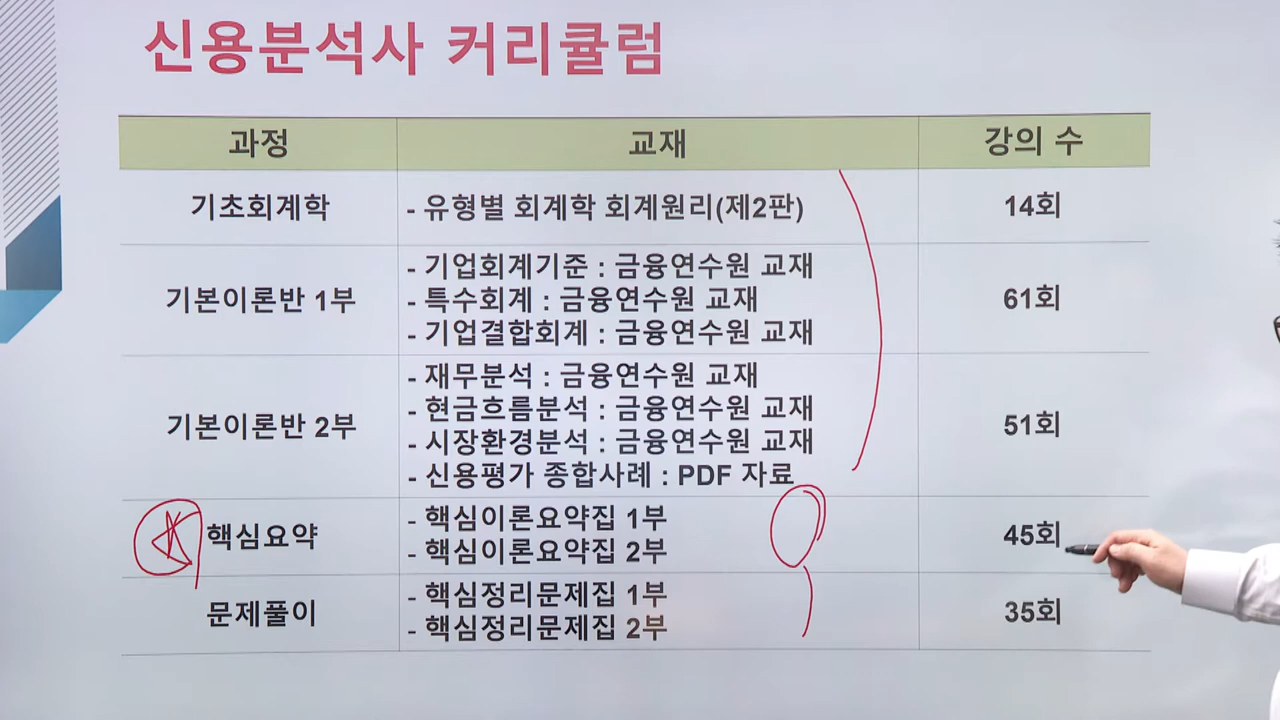 신용분석사 커리큘럼
과정 교재 강의 수
기초회계학 - 유형별 회계학 회계원리(제2판) 14회
기본이론반 1부 - 기업회계기준 : 금융연수원 교재 61회
- 특수회계 : 금융연수원 교재
- 기업결합회계 : 금융연수원 교재
기본이론반 2부 - 재무분석 : 금융연수원 교재 51회
- 현금흐름분석 : 금융연수원 교재
- 시장환경분석 : 금융연수원 교재
- 신용평가 종합사례 : PDF 자료
핵심요약 - 핵심이론요약집 1부 45회
- 핵심이론요약집 2부
문제풀이 - 핵심정리문제집 1부 35회
- 핵심정리문제집 2부